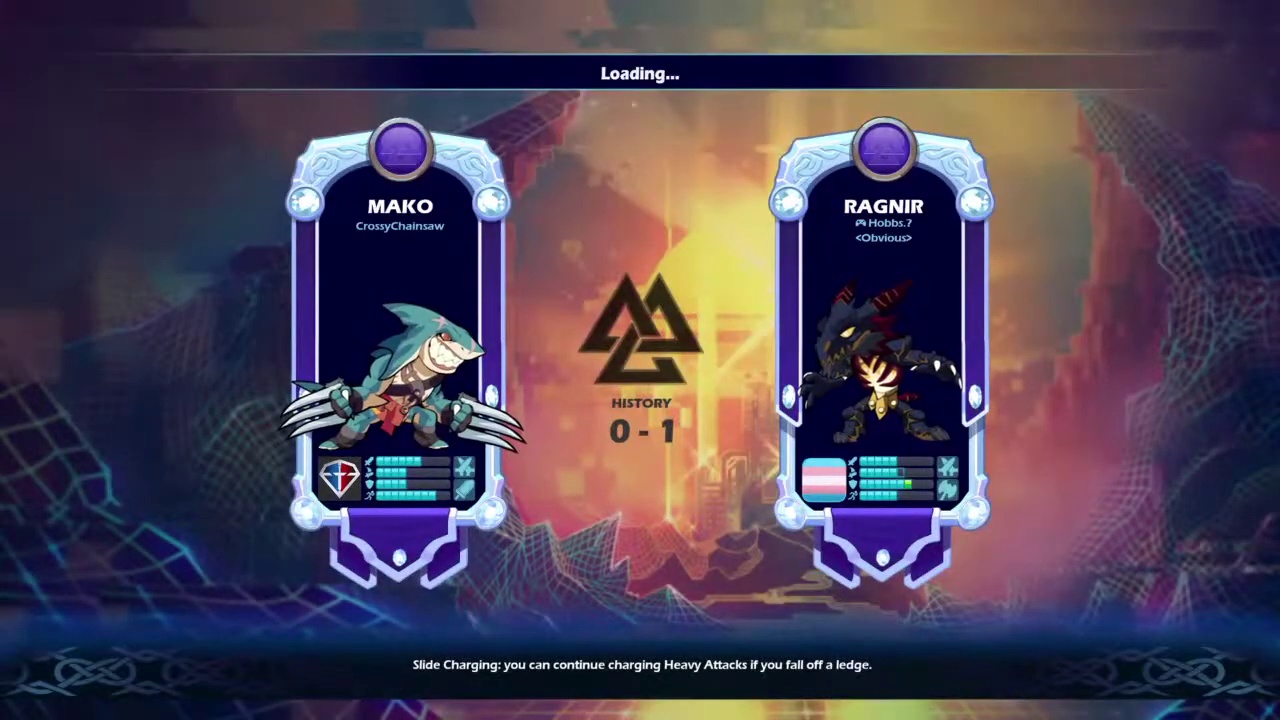 Loading...
MAKO
CrossyChainsaw
RAGNIR
Hobbs.?
<Obvious>
HISTORY
0 - 1
Slide Charging: you can continue charging Heavy Attacks if you fall off a ledge.